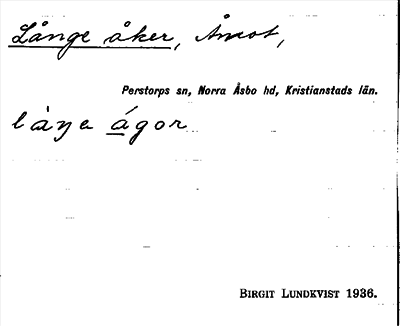 Långe åker, Åmot,
Perstorps sn, Norra Åsbo hd, Kristianstads län.
låŋe ágor
BIRGIT LUNDKVIST 1936.